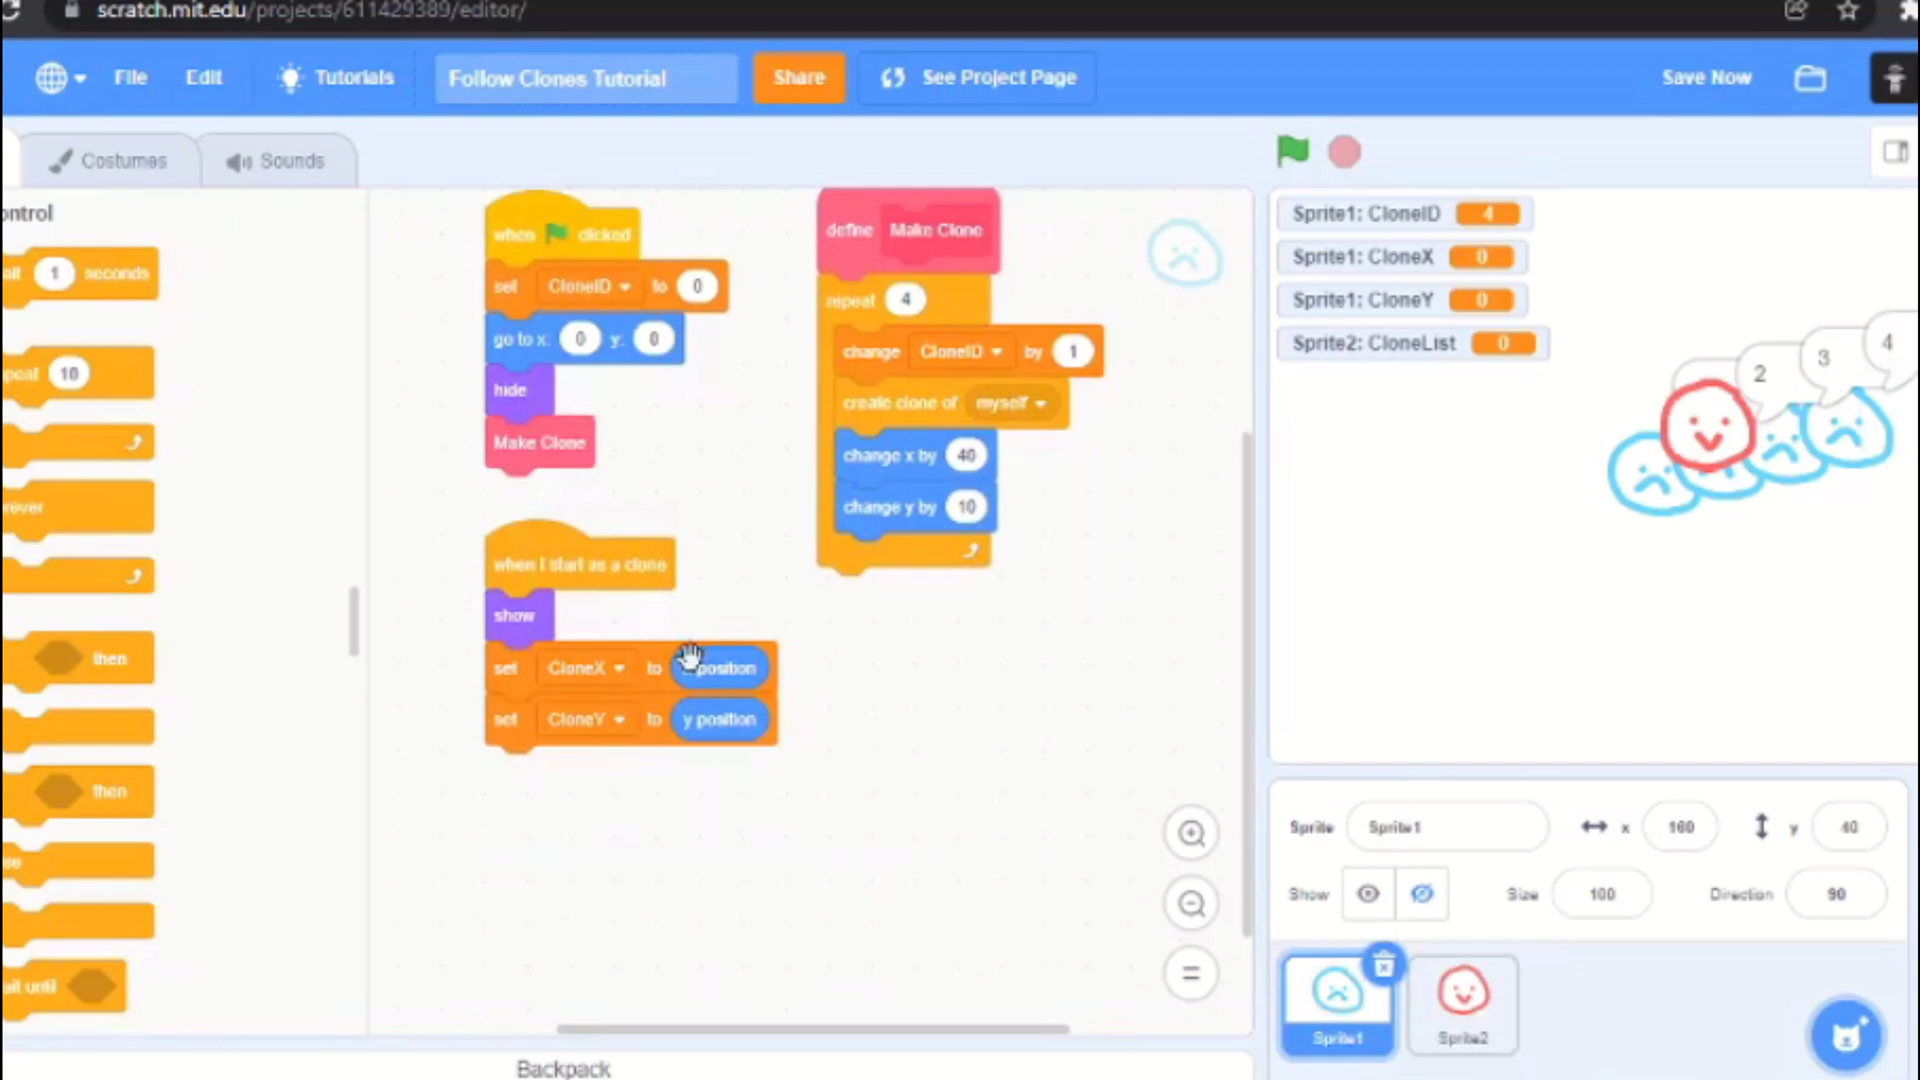 scratch.mit.edu/projects/611429389/editor/
File Edit Tutorials Follow Clones Tutorial Share See Project Page Save Now
Costumes Sounds
ontrol
1 seconds
10
then
then
when clicked
set CloneID to 0
go to x: 0 y: 0
hide
Make Clone
when I start as a clone
show
set CloneX to position
set CloneY to y position
define Make Clone
repeat 4
change CloneID by 1
create clone of myself
change x by 40
change y by 10
Sprite1: CloneID 4
Sprite1: CloneX 0
Sprite1: CloneY 0
Sprite2: CloneList 0
2
3
4
Sprite Sprite1 x 160 y 40
Show Size 100 Direction 90
Sprite1 Sprite2
Backpack